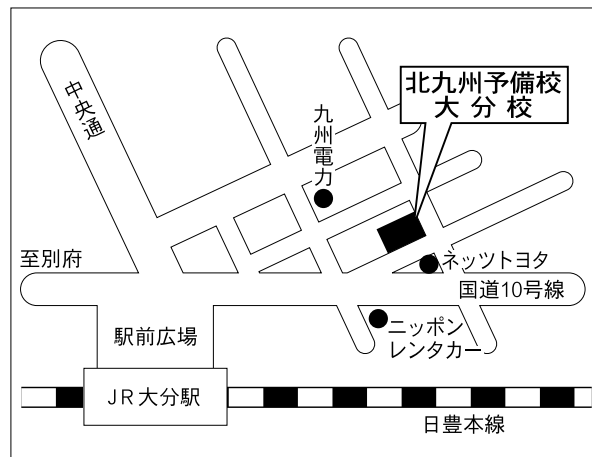 北九州予備校
大分校
中央通
九州電力
至別府
ネッツトヨタ
国道10号線
ニッポン
レンタカー
駅前広場
JR大分駅
日豊本線